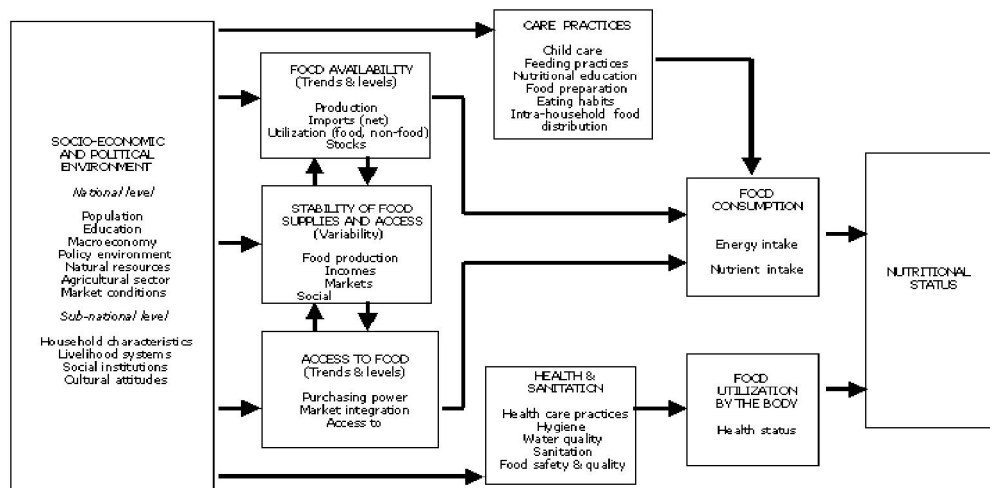 SOCIO-ECONOMIC
AND POLITICAL
ENVIRONMENT
National level
Population
Education
Macroeconomy
Policy environment
Natural resources
Agricultural sector
Market conditions
Sub-national level
Household characteristics
Livelihood systems
Social institutions
Cultural attitudes
FOOD AVAILABILITY
(Trends & levels)
Production
Imports (net)
Utilization (food, non-food)
Stocks
STABILITY OF FOOD
SUPPLIES AND ACCESS
(Variability)
Food production
Incomes
Markets
Social
ACCESS TO FOOD
(Trends & levels)
Purchasing power
Market integration
Access to
CARE PRACTICES
Child care
Feeding practices
Nutritional education
Food preparation
Eating habits
Intra-household food
distribution
HEALTH &
SANITATION
Health care practices
Hygiene
Water quality
Sanitation
Food safety & quality
FOOD
CONSUMPTION
Energy intake
Nutrient intake
FOOD
UTILIZATION
BY THE BODY
Health status
NUTRITIONAL
STATUS